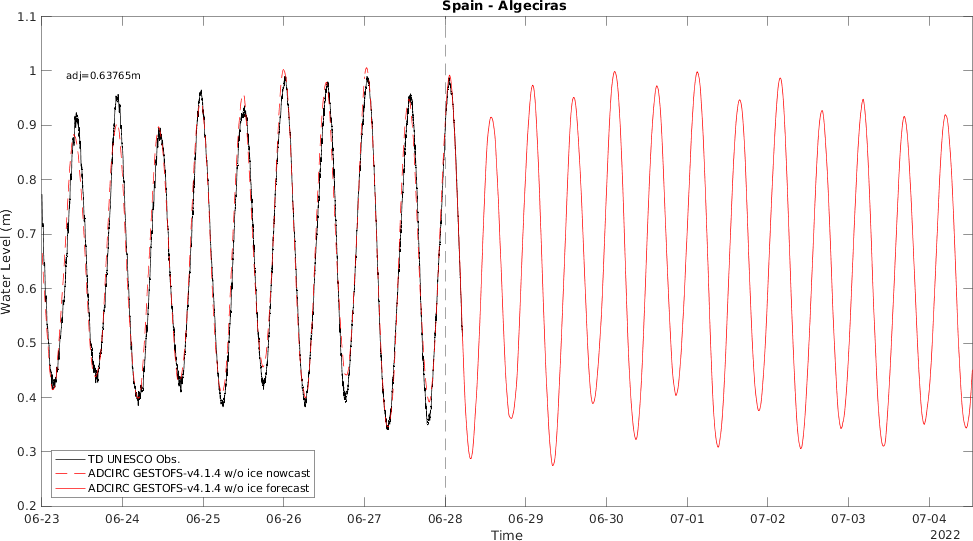 Spain - Algeciras
1.1
1
0.9
0.8
0.7
0.6
0.5
0.4
0.3
0.2
Water Level (m)
adj=0.63765m
TD UNESCO Obs.
ADCIRC GESTOFS-v4.1.4 w/o ice nowcast
ADCIRC GESTOFS-v4.1.4 w/o ice forecast
06-23 06-24 06-25 06-26 06-27 06-28 06-29 06-30 07-01 07-02 07-03 07-04
Time
2022